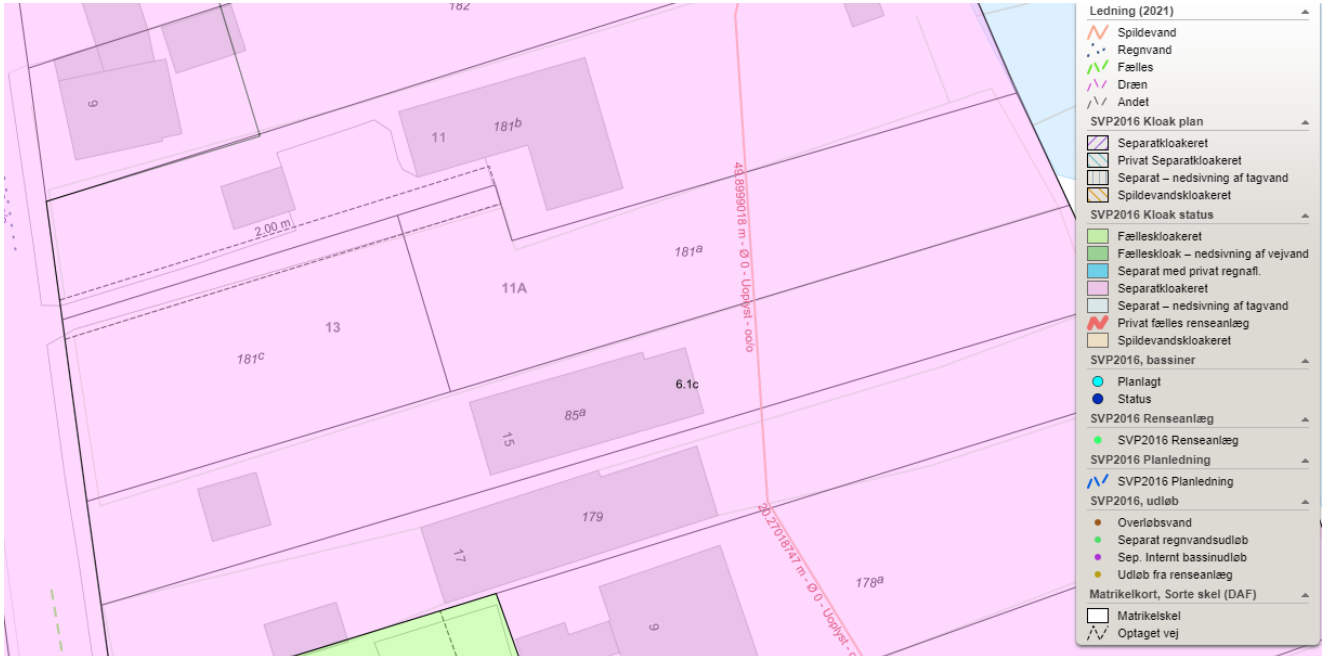 182
9
11
181b
2.00 m
181a
11A
13
181c
49.8999018 m - Ø 0 - Uoplyst - oo/o
6.1c
85a
15
179
17
20.27018747 m - Ø 0 - Uoplyst - o
178a
9
Ledning (2021)
Spildevand
Regnvand
Fælles
Dræn
Andet
SVP2016 Kloak plan
Separatkloakeret
Privat Separatkloakeret
Separat – nedsivning af tagvand
Spildevandskloakeret
SVP2016 Kloak status
Fælleskloakeret
Fælleskloak – nedsivning af vejvand
Separat med privat regnafl.
Separatkloakeret
Separat – nedsivning af tagvand
Privat fælles renseanlæg
Spildevandskloakeret
SVP2016, bassiner
Planlagt
Status
SVP2016 Renseanlæg
SVP2016 Renseanlæg
SVP2016 Planledning
SVP2016 Planledning
SVP2016, udløb
Overløbsvand
Separat regnvandsudløb
Sep. Internt bassinudløb
Udløb fra renseanlæg
Matrikelkort, Sorte skel (DAF)
Matrikelskel
Optaget vej